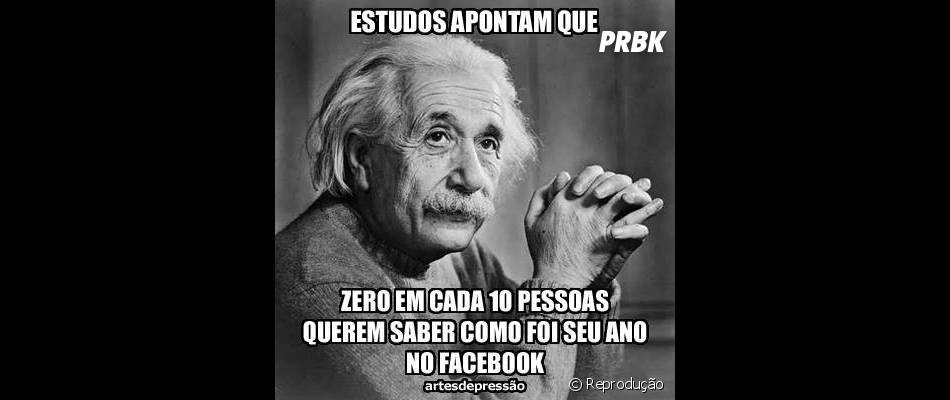 ESTUDOS APONTAM QUE
PRBK
ZERO EM CADA 10 PESSOAS
QUEREM SABER COMO FOI SEU ANO
NO FACEBOOK
artesdepressão
© Reprodução